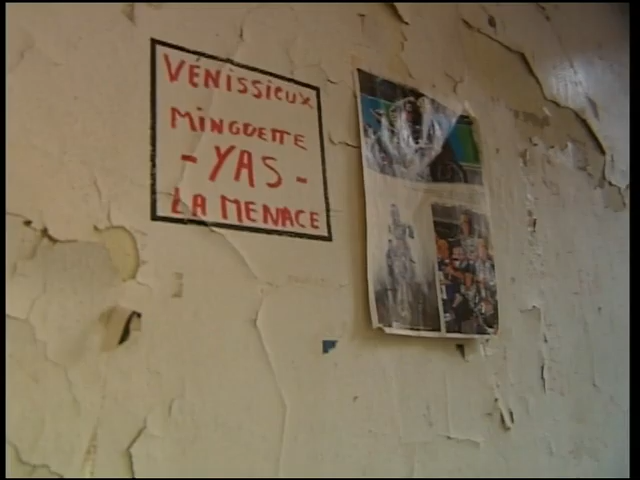 VÉNISSIEUX
MINGUETTE
- YAS -
LA MENACE